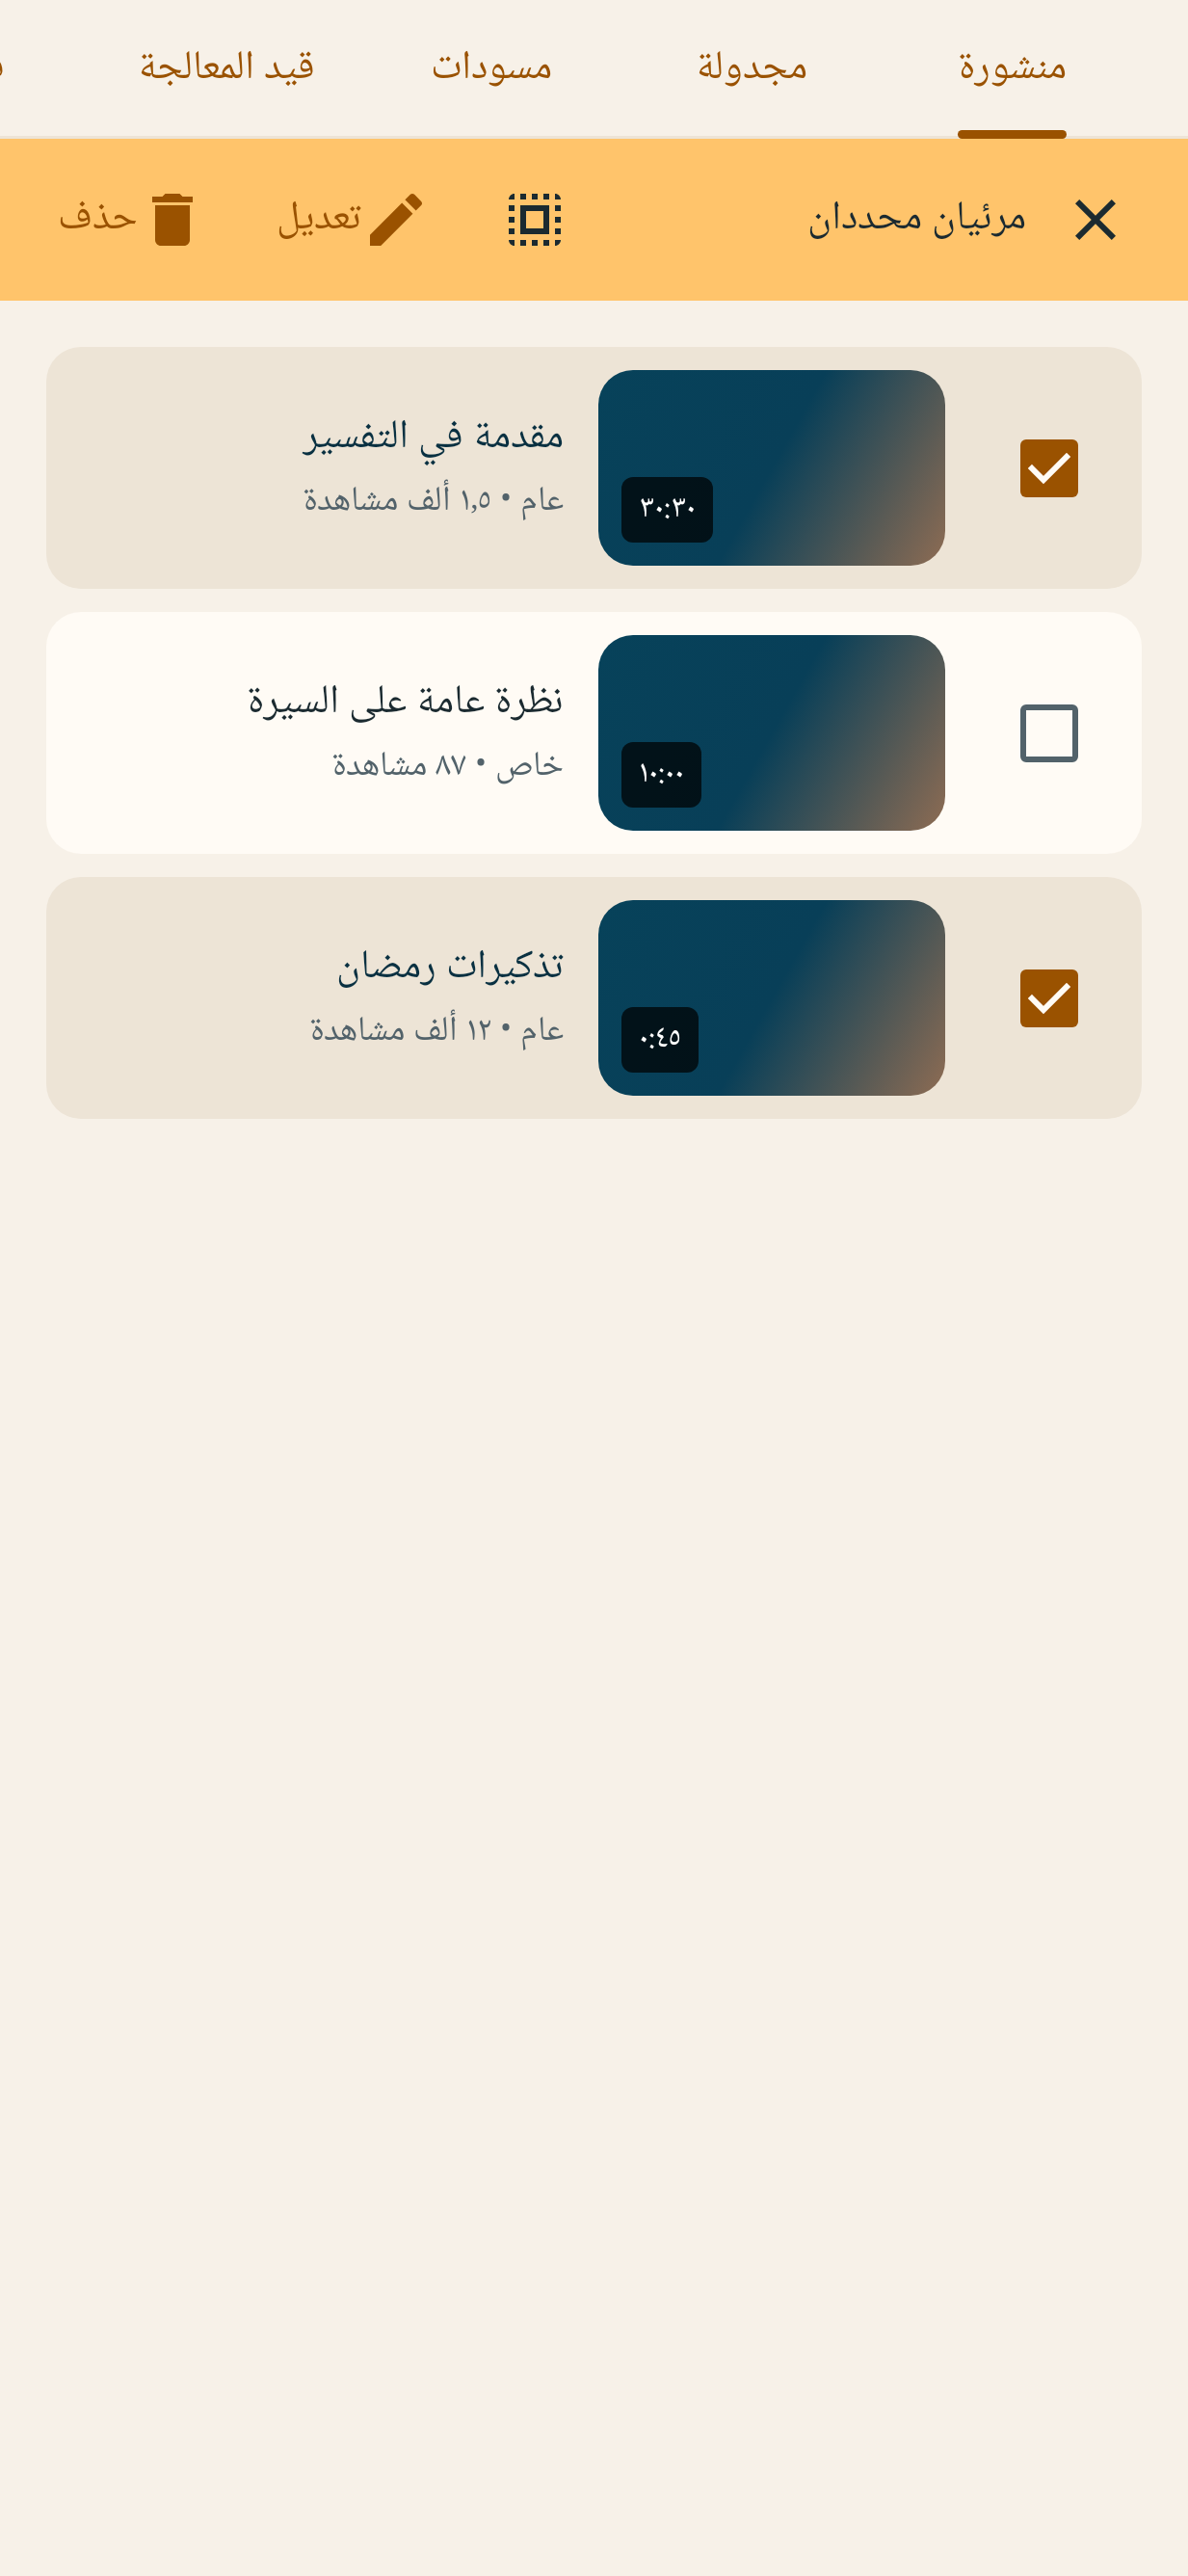 منشورة
مجدولة
مسودات
قيد المعالجة
مرئيان محددان
تعديل
حذف
مقدمة في التفسير
عام • ١٫٥ ألف مشاهدة
٣٠:٣٠
نظرة عامة على السيرة
خاص • ٨٧ مشاهدة
١٠:٠٠
تذكيرات رمضان
عام • ١٢ ألف مشاهدة
٠:٤٥